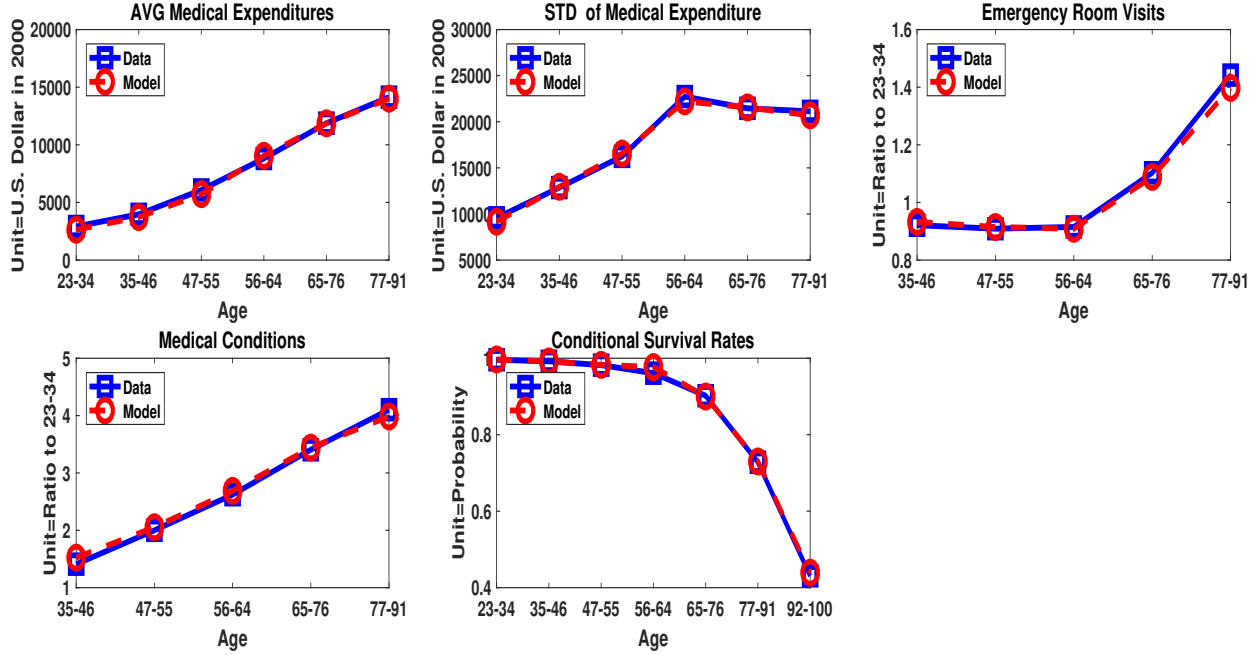 AVG Medical Expenditures
Unit=U.S. Dollar in 2000
20000
15000
10000
5000
0
Data
Model
23-34 35-46 47-55 56-64 65-76 77-91
Age
STD of Medical Expenditure
Unit=U.S. Dollar in 2000
30000
25000
20000
15000
10000
5000
Data
Model
23-34 35-46 47-55 56-64 65-76 77-91
Age
Emergency Room Visits
Unit=Ratio to 23-34
1.6
1.4
1.2
1
0.8
Data
Model
35-46 47-55 56-64 65-76 77-91
Age
Medical Conditions
Unit=Ratio to 23-34
5
4
3
2
1
Data
Model
35-46 47-55 56-64 65-76 77-91
Age
Conditional Survival Rates
Unit=Probability
1
0.8
0.6
0.4
Data
Model
23-34 35-46 47-55 56-64 65-76 77-91 92-100
Age